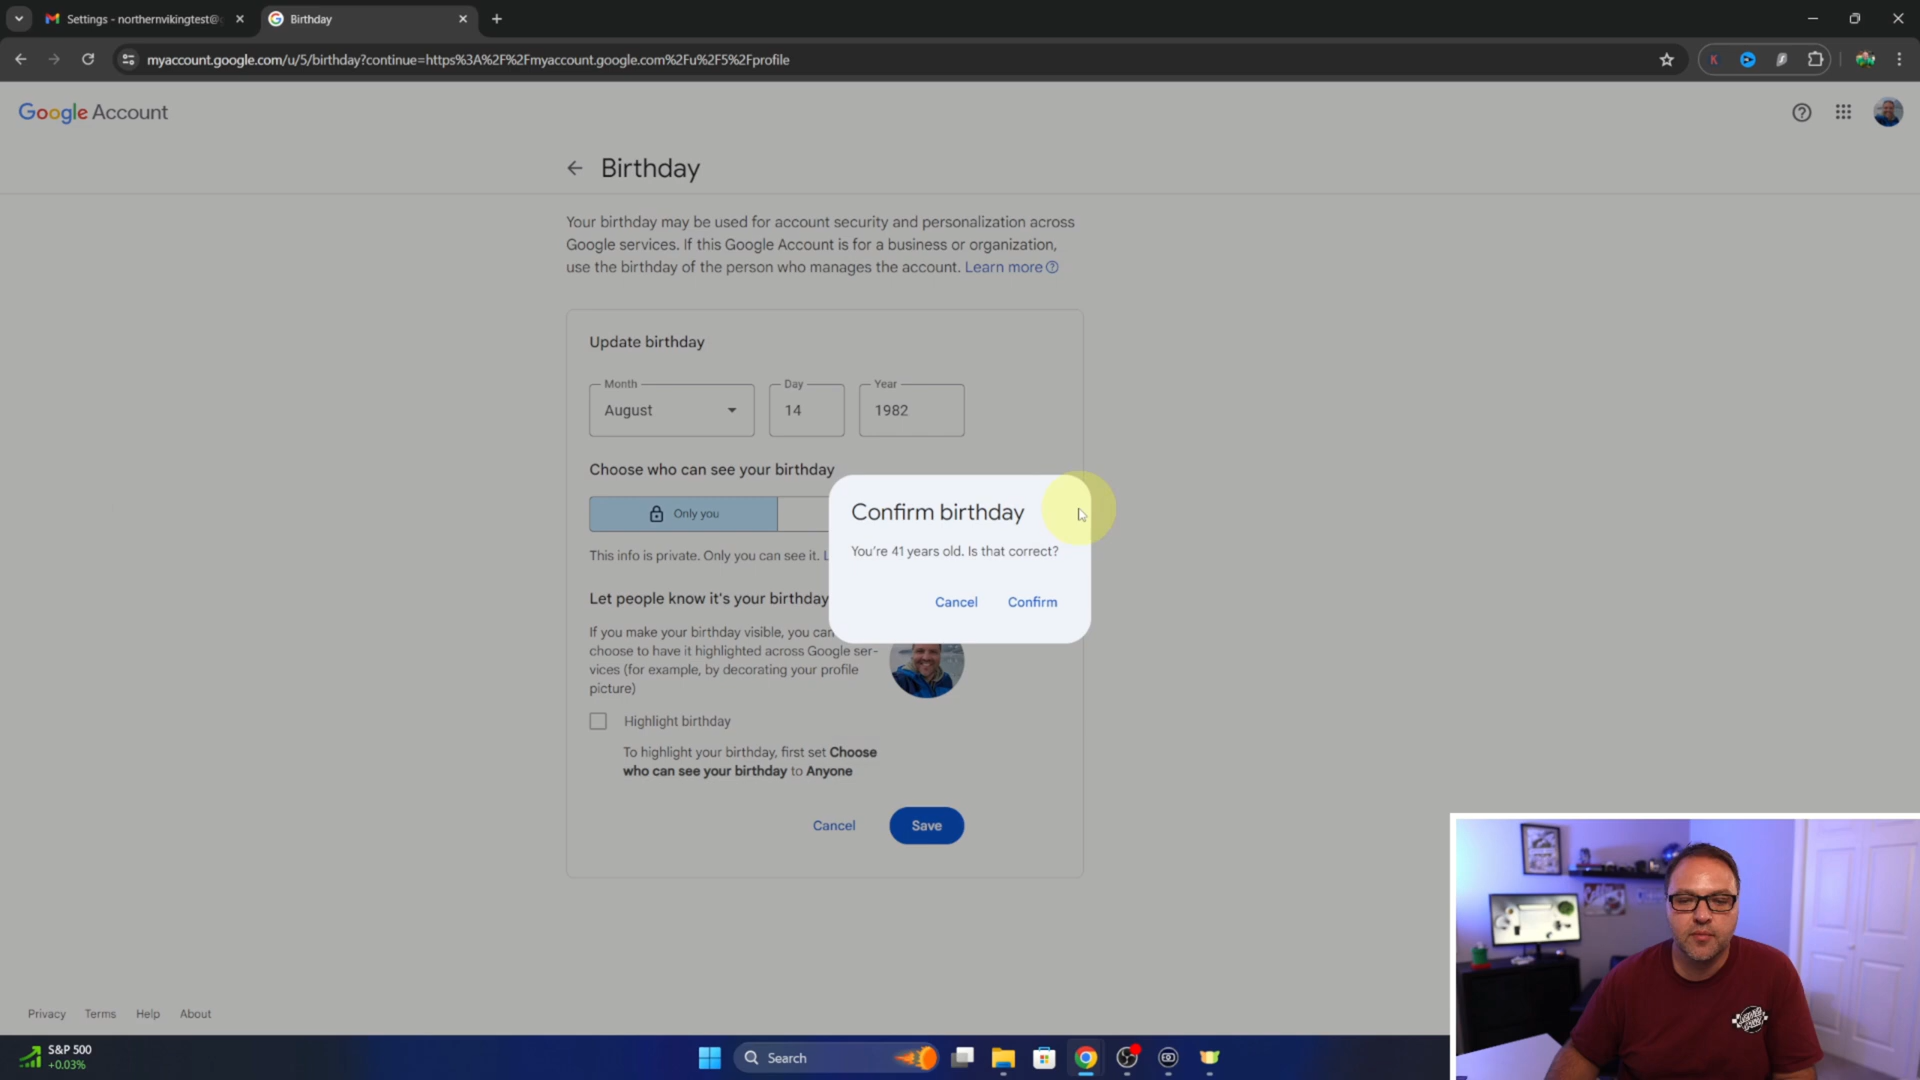 Settings - northernvikingtest@
Birthday
myaccount.google.com/u/5/birthday?continue=https%3A%2F%2Fmyaccount.google.com%2Fu%2F5%2Fprofile
K
Google Account
Birthday
Your birthday may be used for account security and personalization across
Google services. If this Google Account is for a business or organization,
use the birthday of the person who manages the account. Learn more
Update birthday
Month
August
Day
14
Year
1982
Choose who can see your birthday
Only you
This info is private. Only you can see it. L
Confirm birthday
You're 41 years old. Is that correct?
Cancel
Confirm
Let people know it's your birthday
If you make your birthday visible, you can
choose to have it highlighted across Google ser-
vices (for example, by decorating your profile
picture)
Highlight birthday
To highlight your birthday, first set Choose
who can see your birthday to Anyone
Cancel
Save
Privacy
Terms
Help
About
S&P 500
+0.03%
Search